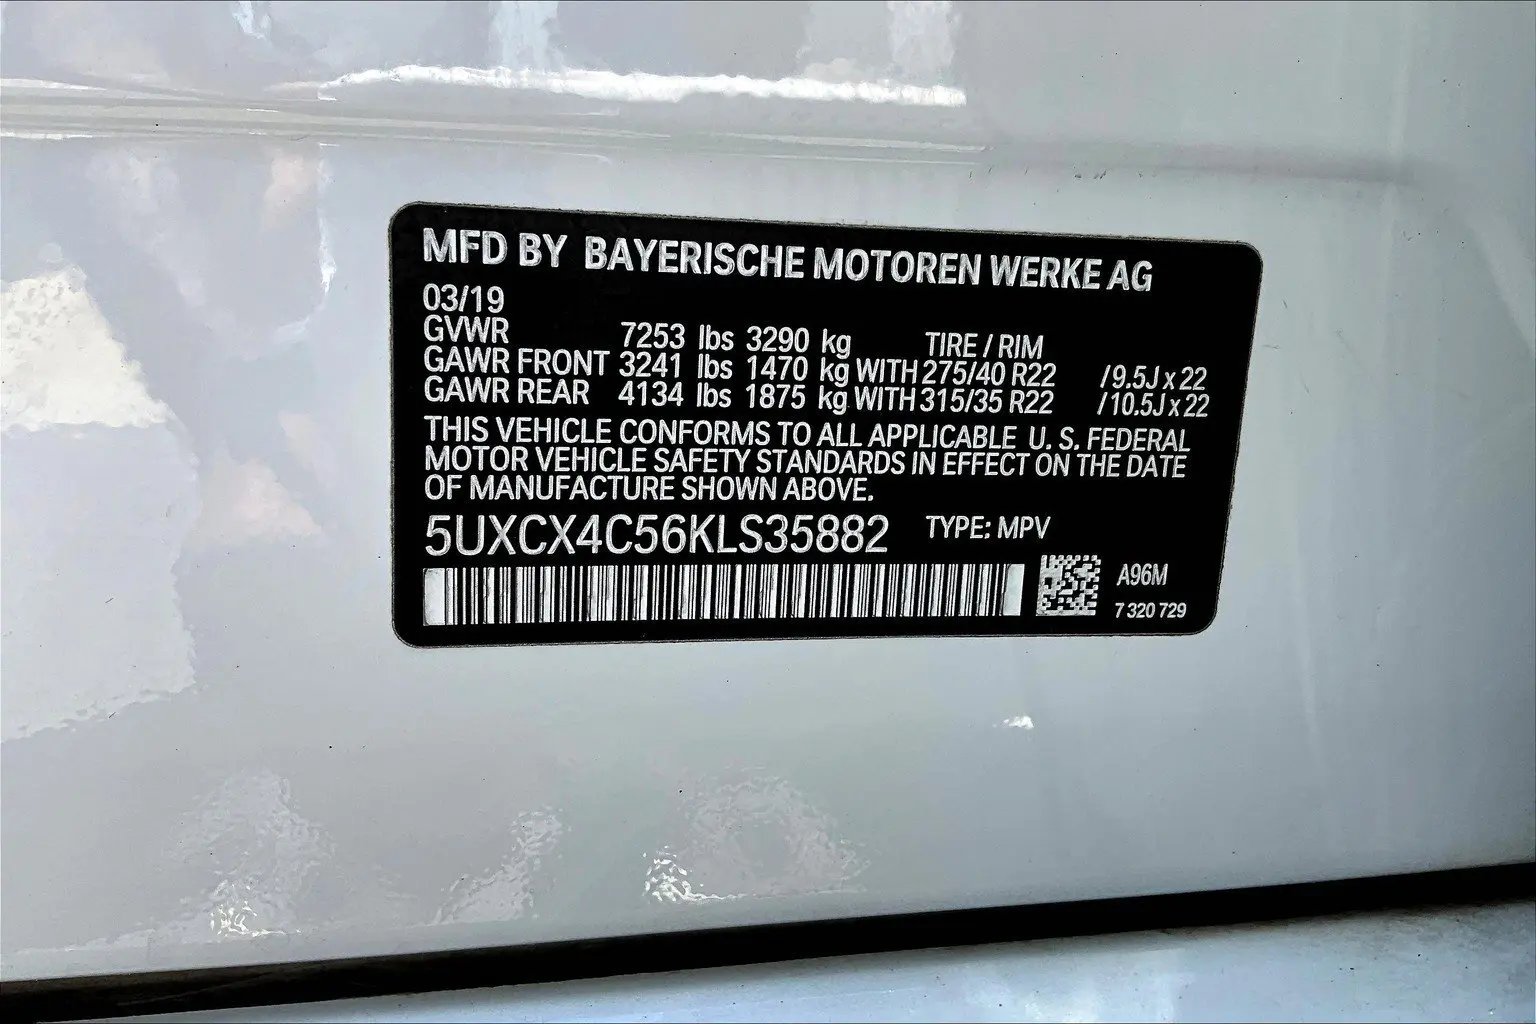 MFD BY BAYERISCHE MOTOREN WERKE AG
03/19
GVWR 7253 lbs 3290 kg TIRE / RIM
GAWR FRONT 3241 lbs 1470 kg WITH 275/40 R22 /9.5J x 22
GAWR REAR 4134 lbs 1875 kg WITH 315/35 R22 /10.5J x 22
THIS VEHICLE CONFORMS TO ALL APPLICABLE U. S. FEDERAL
MOTOR VEHICLE SAFETY STANDARDS IN EFFECT ON THE DATE
OF MANUFACTURE SHOWN ABOVE.
5UXCX4C56KLS35882 TYPE: MPV
A96M
7 320 729